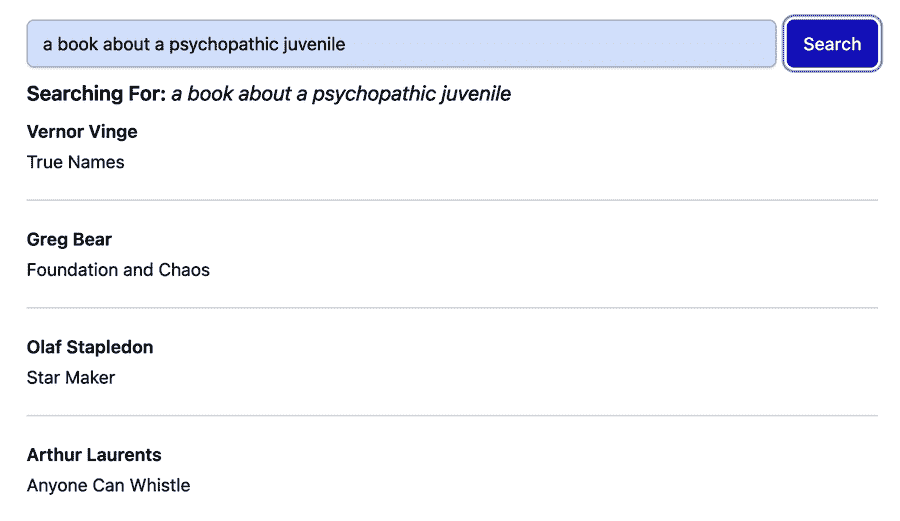 a book about a psychopathic juvenile Search
Searching For: a book about a psychopathic juvenile
Vernor Vinge
True Names
Greg Bear
Foundation and Chaos
Olaf Stapledon
Star Maker
Arthur Laurents
Anyone Can Whistle